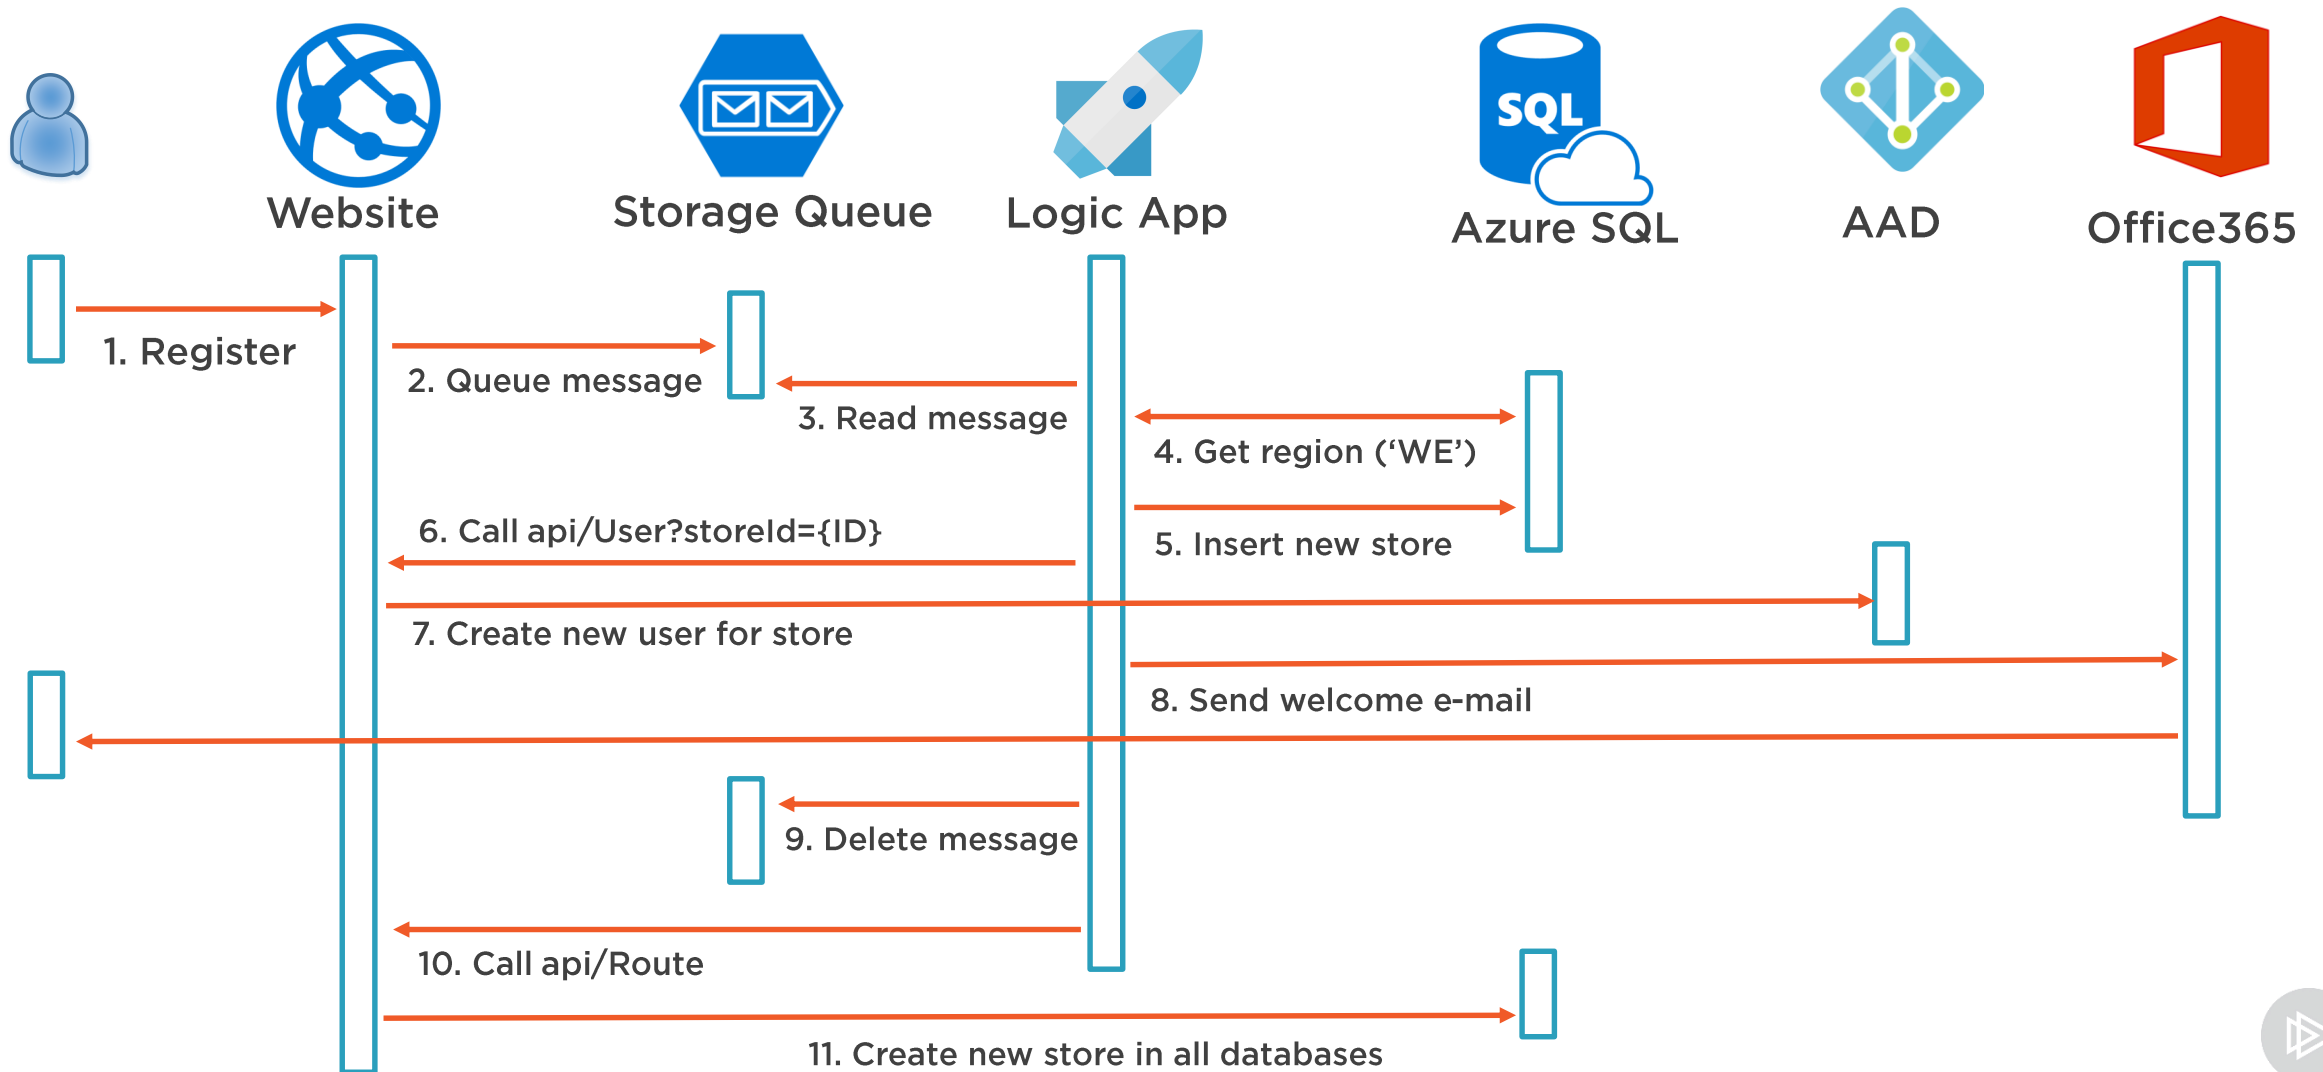 SQL
Website
Storage Queue
Logic App
Azure SQL
AAD
Office365
1. Register
2. Queue message
3. Read message
4. Get region (‘WE’)
5. Insert new store
6. Call api/User?storeId={ID}
7. Create new user for store
8. Send welcome e-mail
9. Delete message
10. Call api/Route
11. Create new store in all databases